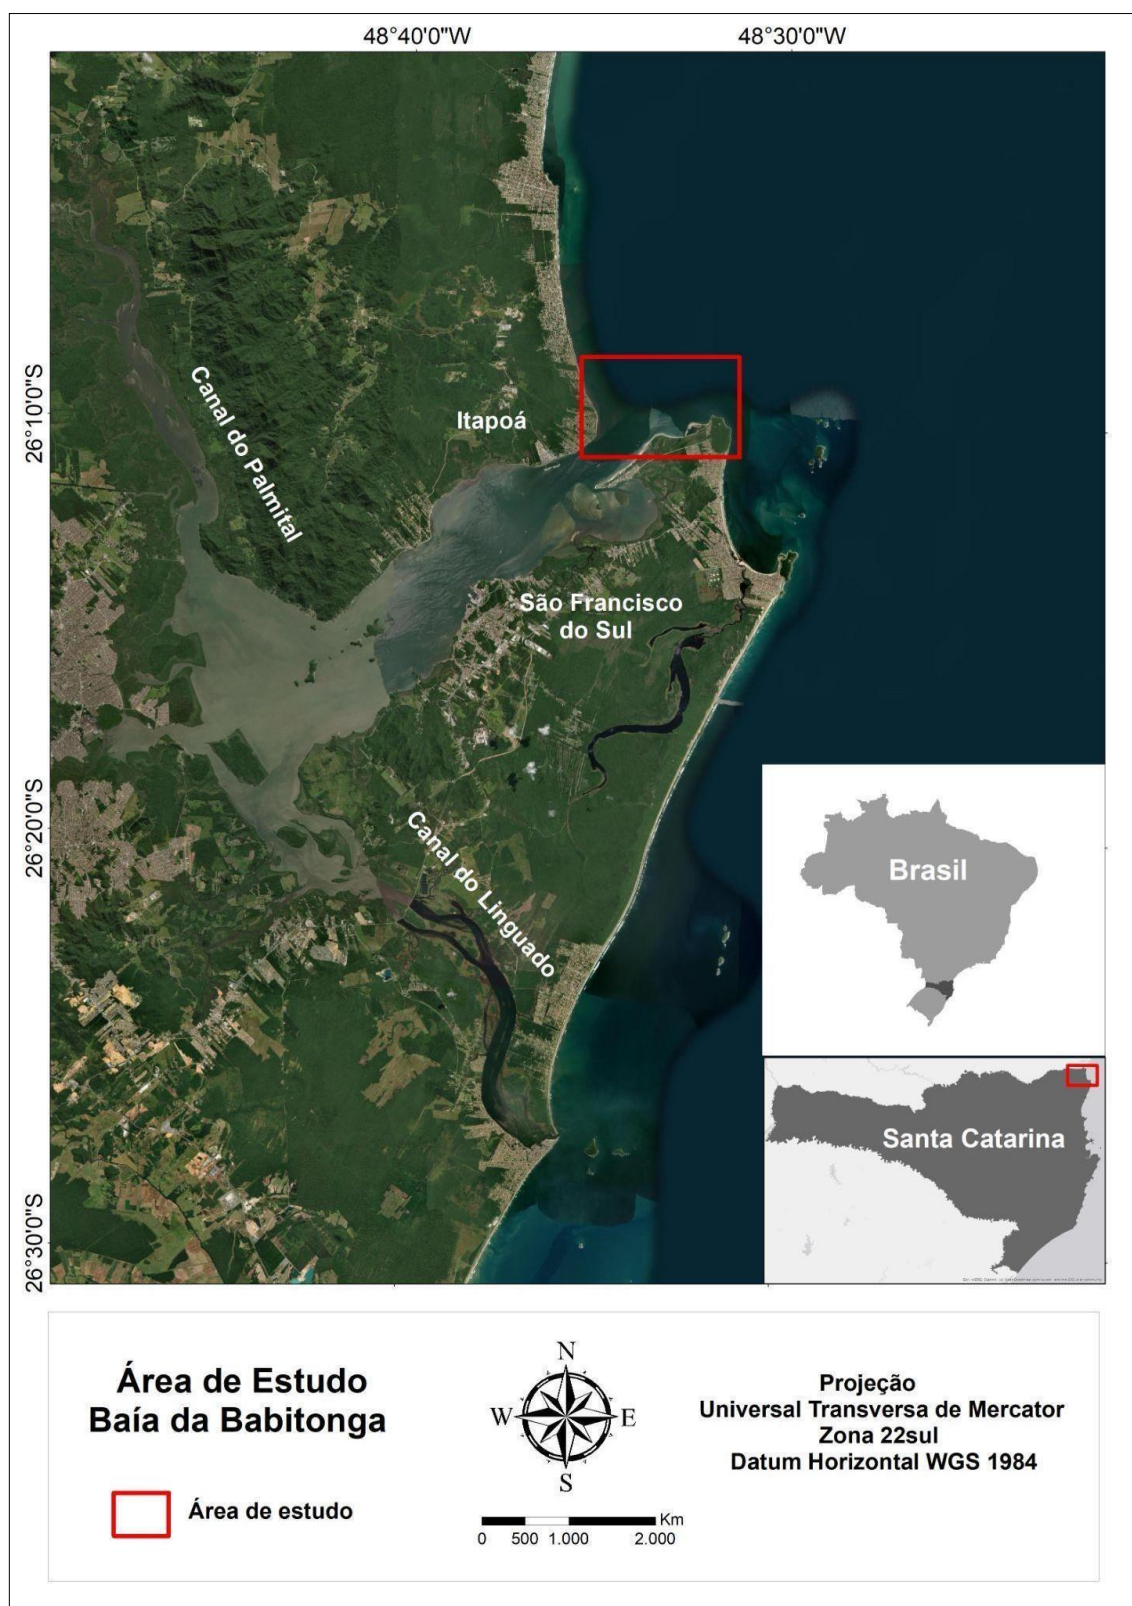 48°40'0"W
48°30'0"W
26°10'0"S
26°20'0"S
26°30'0"S
Canal do Palmital
Itapoá
São Francisco
do Sul
Canal do Linguado
Brasil
Santa Catarina
Área de Estudo
Baía da Babitonga
Área de estudo
N
W
E
S
Km
0 500 1.000 2.000
Projeção
Universal Transversa de Mercator
Zona 22sul
Datum Horizontal WGS 1984